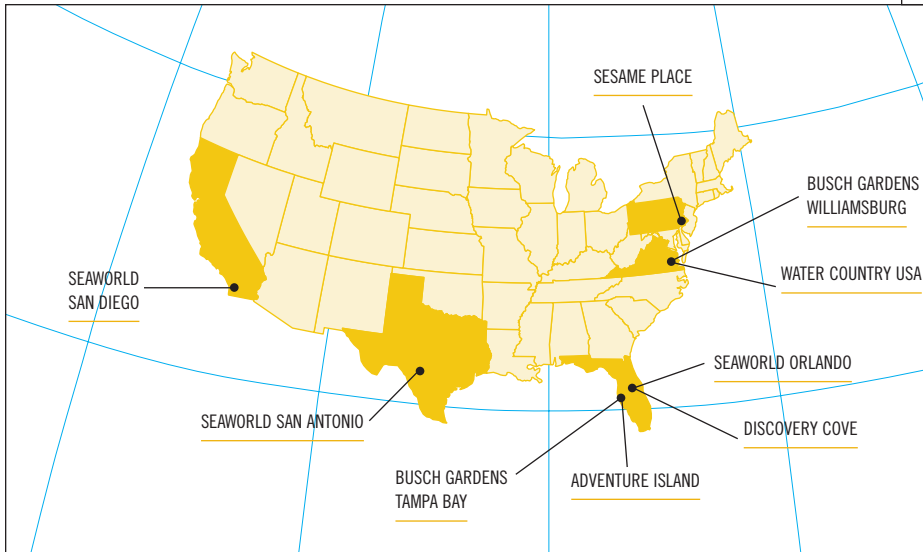 SESAME PLACE
BUSCH GARDENS
WILLIAMSBURG
WATER COUNTRY USA
SEAWORLD
SAN DIEGO
SEAWORLD ORLANDO
SEAWORLD SAN ANTONIO
DISCOVERY COVE
BUSCH GARDENS
TAMPA BAY
ADVENTURE ISLAND